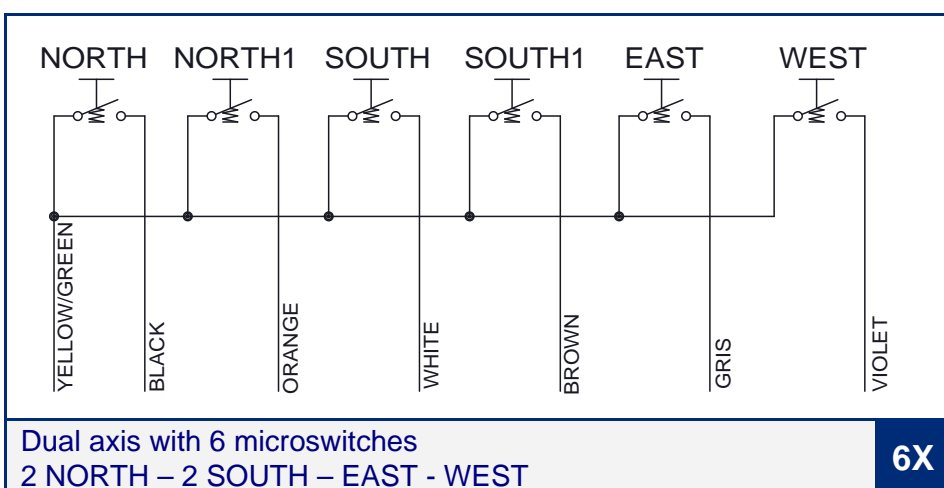 NORTH NORTH1 SOUTH SOUTH1 EAST WEST
YELLOW/GREEN
BLACK
ORANGE
WHITE
BROWN
GRIS
VIOLET
Dual axis with 6 microswitches
2 NORTH – 2 SOUTH – EAST - WEST
6X